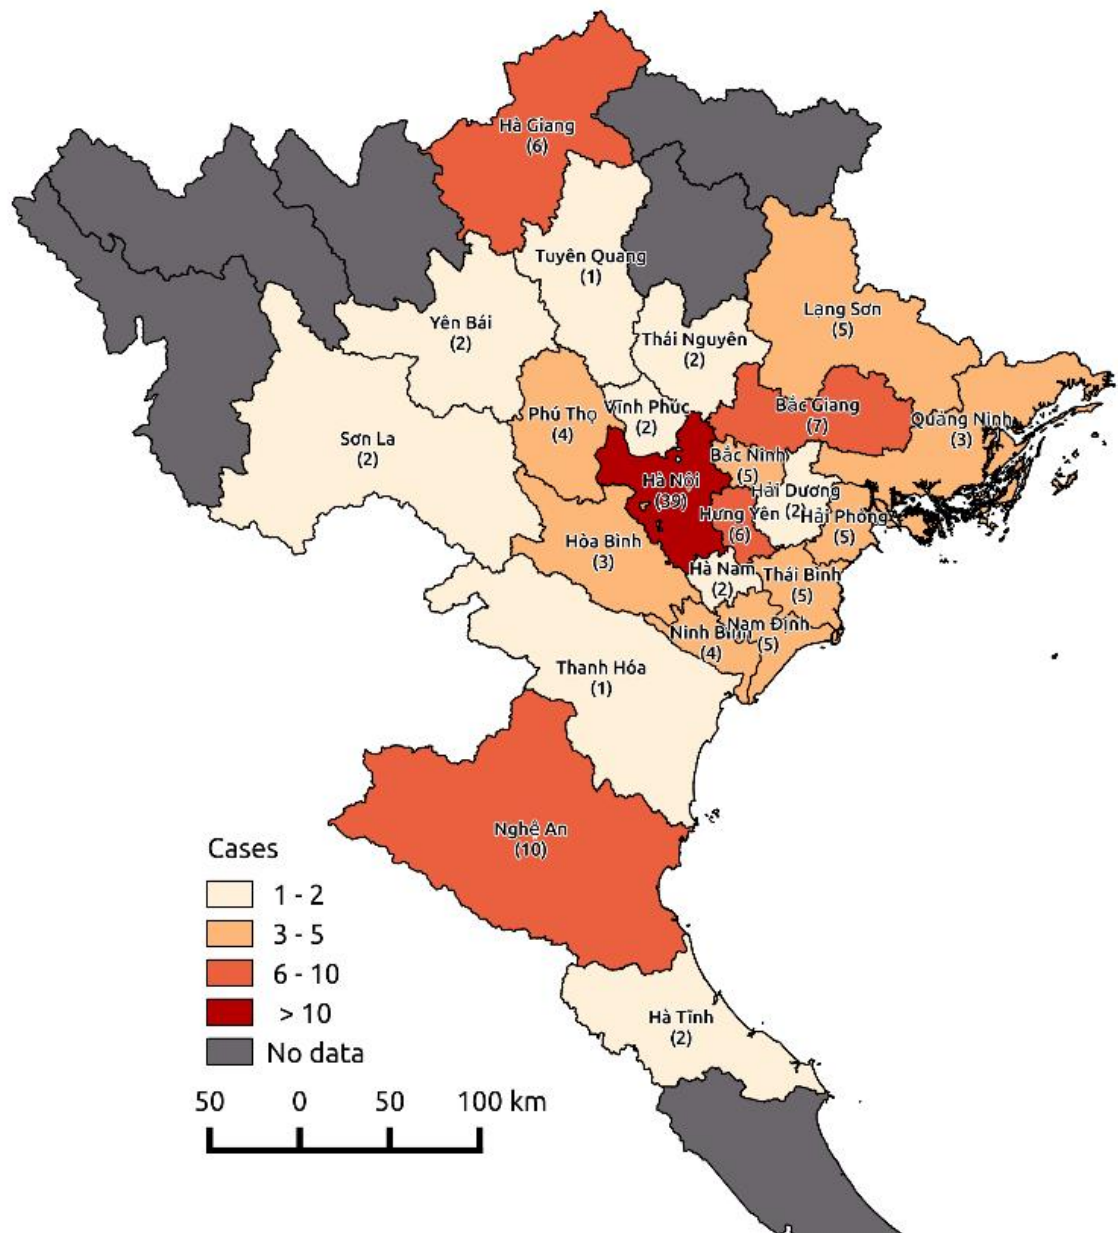 Hà Giang
(6)
Tuyên Quang
(1)
Lạng Sơn
(5)
Yên Bái
(2)
Thái Nguyên
(2)
Phú Thọ
(4)
Vĩnh Phúc
(2)
Bắc Giang
(7)
Quảng Ninh
(3)
Sơn La
(2)
Hà Nội
(39)
Bắc Ninh
(5)
Hải Dương
(2)
Hưng Yên
(6)
Hải Phòng
(5)
Hòa Bình
(3)
Hà Nam
(2)
Thái Bình
(5)
Ninh Bình
(4)
Nam Định
(5)
Thanh Hóa
(1)
Nghệ An
(10)
Hà Tĩnh
(2)
Cases
1 - 2
3 - 5
6 - 10
> 10
No data
50 0 50 100 km